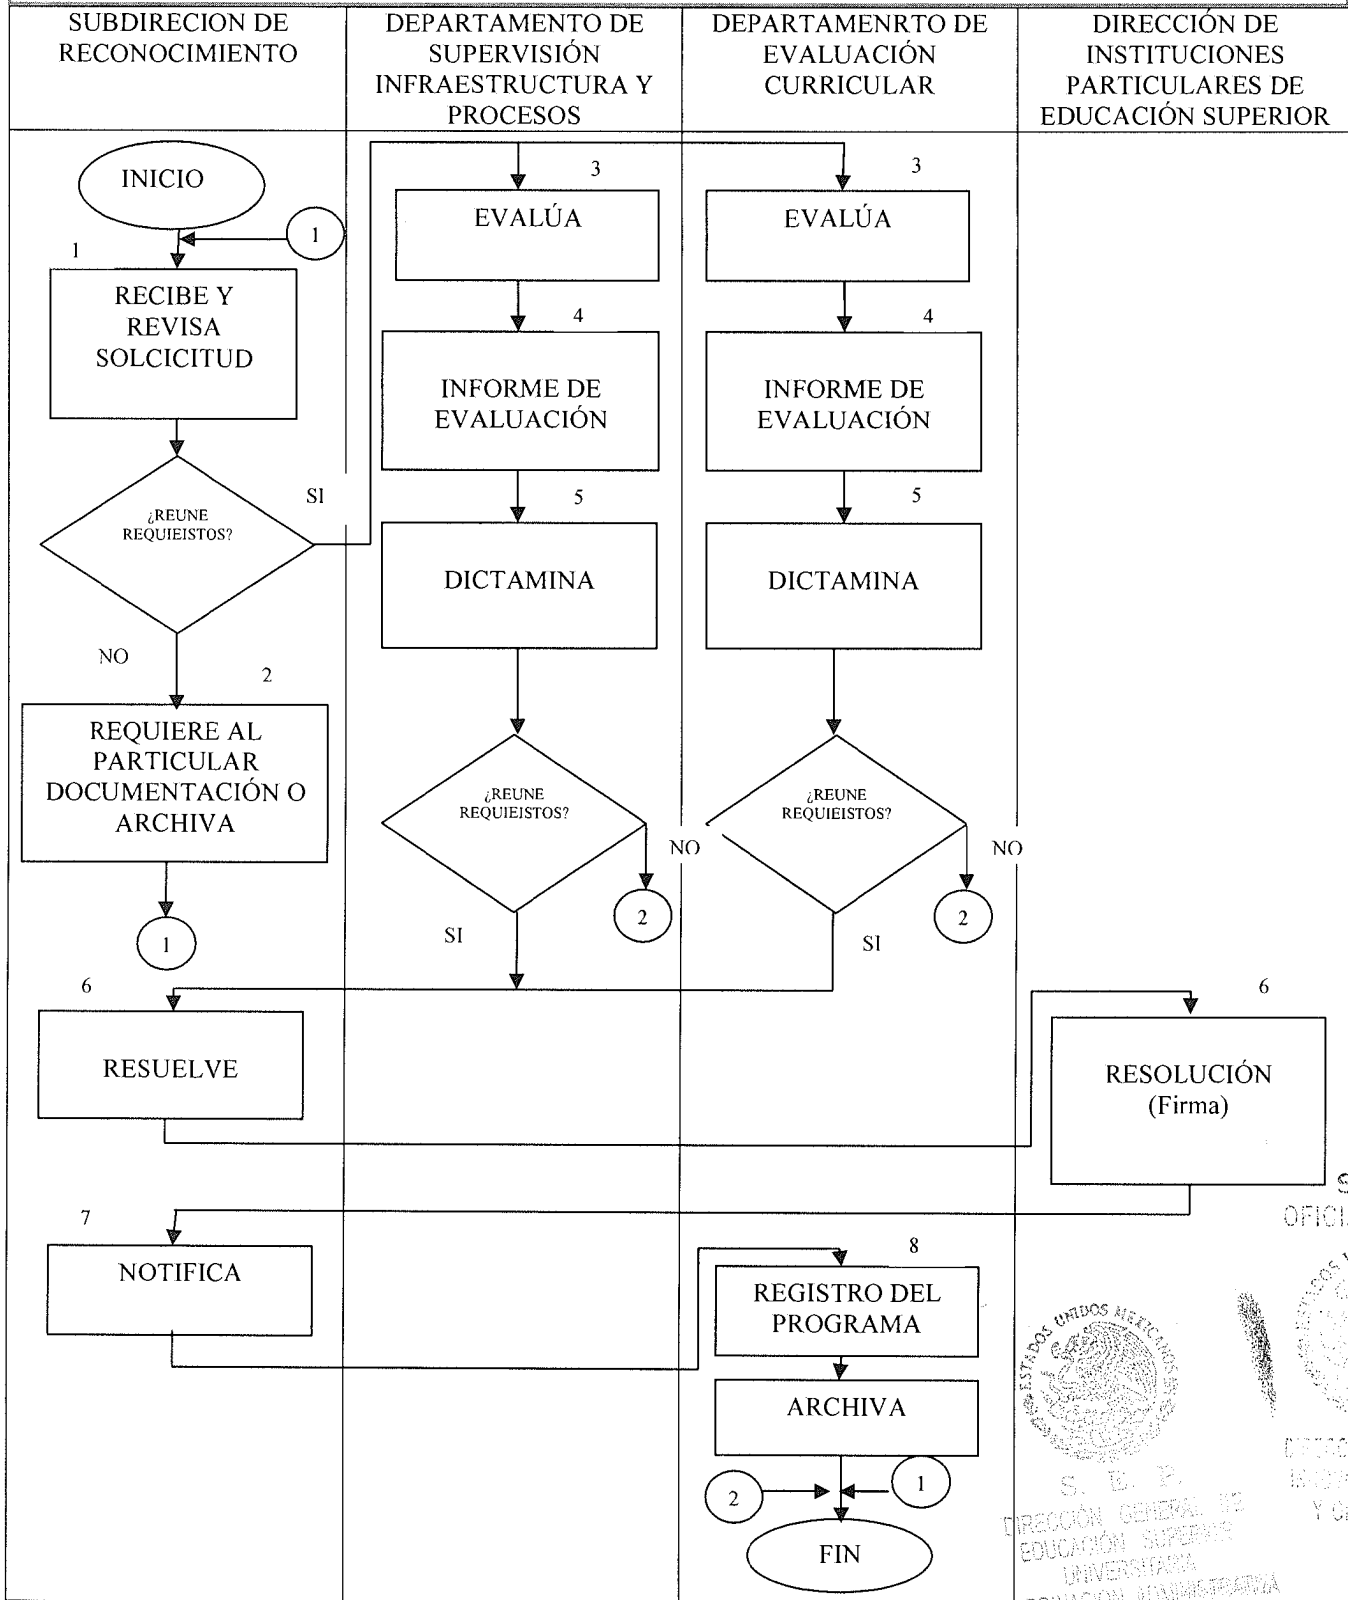 SUBDIRECION DE
RECONOCIMIENTO
DEPARTAMENTO DE
SUPERVISIÓN
INFRAESTRUCTURA Y
PROCESOS
DEPARTAMENRTO DE
EVALUACIÓN
CURRICULAR
DIRECCIÓN DE
INSTITUCIONES
PARTICULARES DE
EDUCACIÓN SUPERIOR
INICIO
1
1
RECIBE Y
REVISA
SOLCICITUD
¿REUNE
REQUIEISTOS?
SI
NO
2
REQUIERE AL
PARTICULAR
DOCUMENTACIÓN O
ARCHIVA
1
3
EVALÚA
4
INFORME DE
EVALUACIÓN
5
DICTAMINA
¿REUNE
REQUIEISTOS?
NO
2
SI
3
EVALÚA
4
INFORME DE
EVALUACIÓN
5
DICTAMINA
¿REUNE
REQUIEISTOS?
NO
2
SI
6
RESUELVE
6
RESOLUCIÓN
(Firma)
7
NOTIFICA
8
REGISTRO DEL
PROGRAMA
ARCHIVA
2
1
FIN
ESTADOS UNIDOS MEXICANOS
S. E. P.
DIRECCIÓN GENERAL DE
EDUCACIÓN SUPERIOR
UNIVERSITARIA
ADMINISTRATIVA